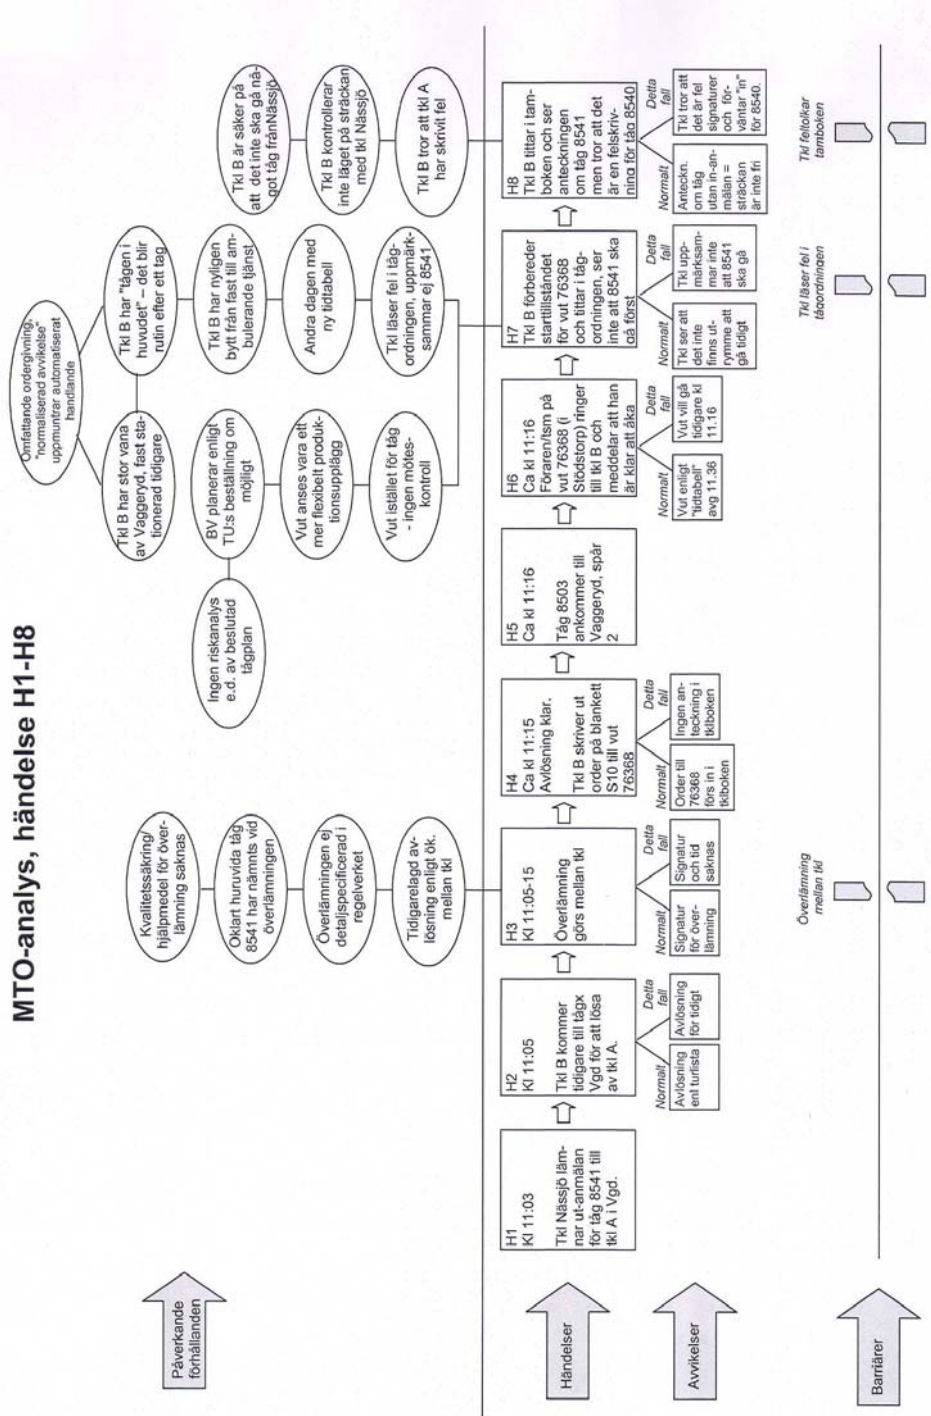 MTO-analys, händelse H1-H8
Påverkande
förhållanden
Kvalitetssäkring/
hjälpmedel för över-
lämning saknas
Oklart huruvida tåg
8541 har nämnts vid
överlämningen
Överlämningen ej
detaljspecificerad i
regelverket
Tidigarelagd av-
lösning enligt ök.
mellan tkl
Omfattande ordergivning,
"normaliserad avvikelse"
uppmuntrar automatiserat
handlande
Tkl B har stor vana
av Vaggeryd, fast sta-
tionerad tidigare
Ingen riskanalys
e.d. av beslutad
tågplan
BV planerar enligt
TU:s beställning om
möjligt
Vut anses vara ett
mer flexibelt produk-
tionsupplägg
Vut istället för tåg
- ingen mötes-
kontroll
Tkl B har "tågen i
huvudet" – det blir
rutin efter ett tag
Tkl B har nyligen
bytt från fast till am-
bulerande tjänst
Andra dagen med
ny tidtabell
Tkl läser fel i tåg-
ordningen, uppmärk-
sammar ej 8541
Tkl B är säker på
att det inte ska gå nå-
got tåg frånNässjö
Tkl B kontrollerar
inte läget på sträckan
med tkl Nässjö
Tkl B tror att tkl A
har skrivit fel
Händelser
H1
Kl 11:03
Tkl Nässjö läm-
nar ut-anmälan
för tåg 8541 till
tkl A i Vgd.
H2
Kl 11:05
Tkl B kommer
tidigare till tågx
Vgd för att lösa
av tkl A.
H3
Kl 11:05-15
Överlämning
görs mellan tkl
H4
Ca kl 11:15
Avlösning klar.
Tkl B skriver ut
order på blankett
S10 till vut
76368
H5
Ca kl 11:16
Tåg 8503
ankommer till
Vaggeryd, spår
2
H6
Ca kl 11:16
Föraren/tsm på
vut 76368 (i
Stödstorp) ringer
till tkl B och
meddelar att han
är klar att åka
H7
Tkl B förbereder
starttillståndet
för vut 76368
och tittar i tåg-
ordningen, ser
inte att 8541 ska
gå först
H8
Tkl B tittar i tam-
boken och ser
anteckningen
om tåg 8541
men tror att det
är en felskriv-
ning för tåg 8540
Avvikelser
Normalt
Detta
fall
Avlösning
enl turlista
Avlösning
för tidigt
Normalt
Detta
fall
Signatur
för över-
lämning
Signatur
och tid
saknas
Normalt
Detta
fall
Order till
76368
förs in i
tklboken
Ingen an-
teckning i
tklboken
Normalt
Detta
fall
Vut enligt
"tidtabell"
avg 11.36
Vut vill gå
tidigare kl
11.16
Normalt
Detta
fall
Tkl ser att
det inte
finns ut-
rymme att
gå tidigt
Tkl upp-
märksam-
mar inte
att 8541
ska gå
Normalt
Detta
fall
Anteckn.
om tåg
utan in-an-
mälan =
sträckan
är inte fri
Tkl tror att
det är fel
signaturer
och för-
väntar "in"
för 8540.
Barriärer
Överlämning
mellan tkl
Tkl läser fel i
tågordningen
Tkl feltolkar
tamboken